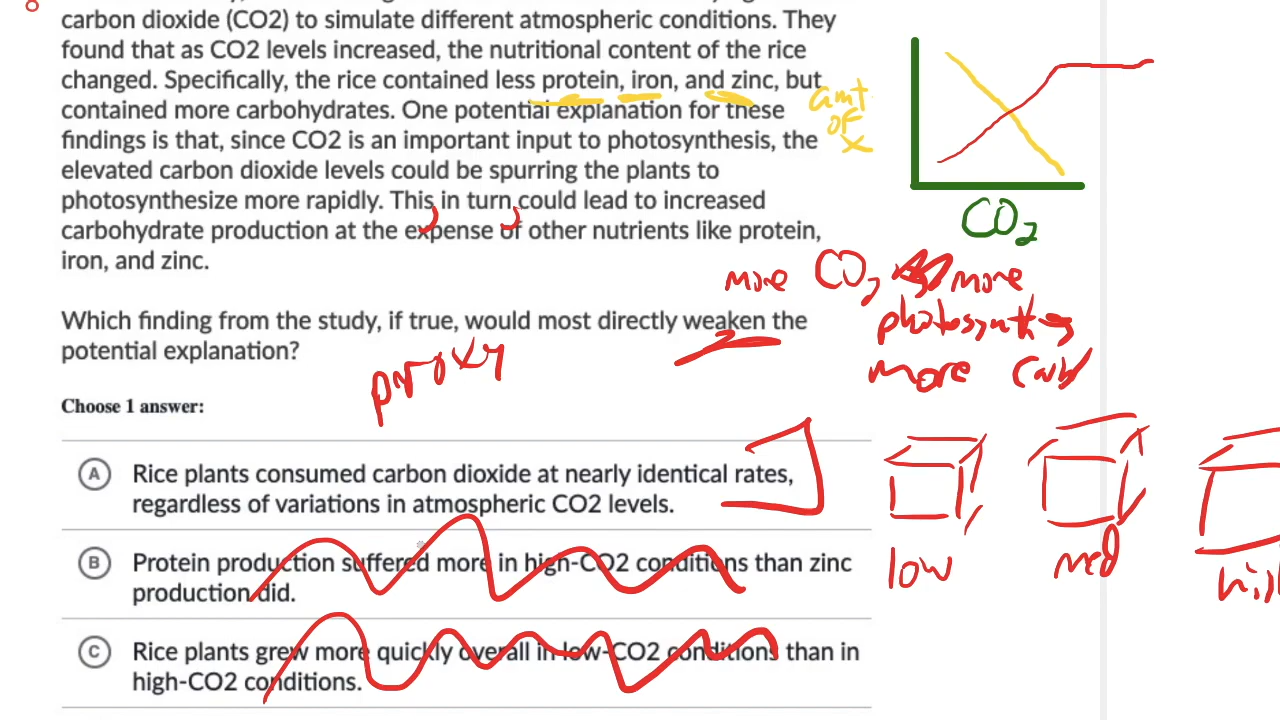 carbon dioxide (CO2) to simulate different atmospheric conditions. They
found that as CO2 levels increased, the nutritional content of the rice
changed. Specifically, the rice contained less protein, iron, and zinc, but
contained more carbohydrates. One potential explanation for these
findings is that, since CO2 is an important input to photosynthesis, the
elevated carbon dioxide levels could be spurring the plants to
photosynthesize more rapidly. This in turn could lead to increased
carbohydrate production at the expense of other nutrients like protein,
iron, and zinc.
amt
of
x
CO2
more CO2 more
photosynthes
more carb
Which finding from the study, if true, would most directly weaken the
potential explanation?
proxy
Choose 1 answer:
A Rice plants consumed carbon dioxide at nearly identical rates,
regardless of variations in atmospheric CO2 levels.
B Protein production suffered more in high-CO2 conditions than zinc
production did.
C Rice plants grew more quickly overall in low-CO2 conditions than in
high-CO2 conditions.
low
med